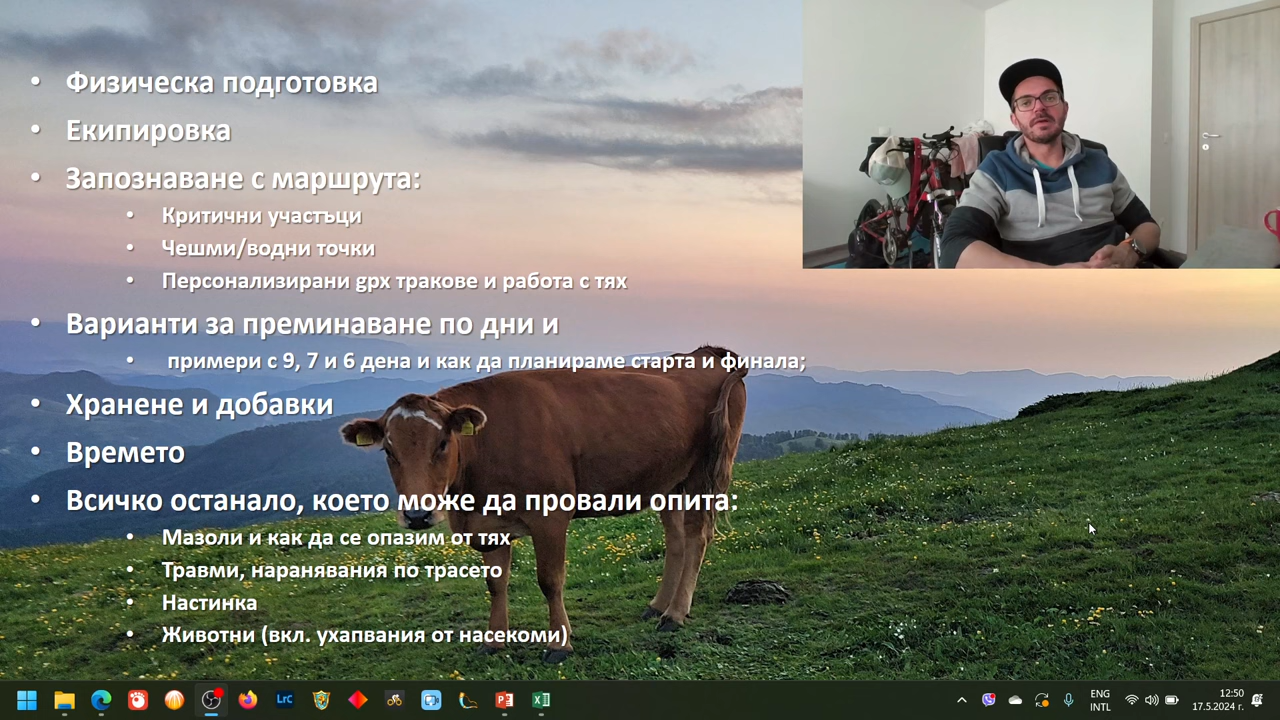 • Физическа подготовка
• Екипировка
• Запознаване с маршрута:
• Критични участъци
• Чешми/водни точки
• Персонализирани gpx тракове и работа с тях
• Варианти за преминаване по дни и
• примери с 9, 7 и 6 дена и как да планираме старта и финала;
• Хранене и добавки
• Времето
• Всичко останало, което може да провали опита:
• Мазоли и как да се опазим от тях
• Травми, наранявания по трасето
• Настинка
• Животни (вкл. ухапвания от насекоми)
LrC
ENG
INTL
12:50
17.5.2024 г.